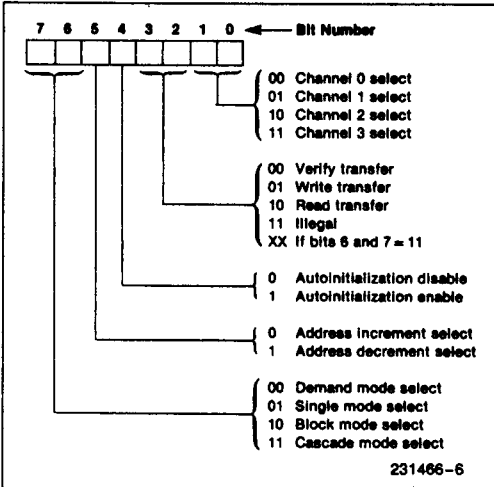 7 6 5 4 3 2 1 0 Bit Number
00 Channel 0 select
01 Channel 1 select
10 Channel 2 select
11 Channel 3 select
00 Verify transfer
01 Write transfer
10 Read transfer
11 Illegal
XX If bits 6 and 7 = 11
0 Autoinitialization disable
1 Autoinitialization enable
0 Address increment select
1 Address decrement select
00 Demand mode select
01 Single mode select
10 Block mode select
11 Cascade mode select
231466-6